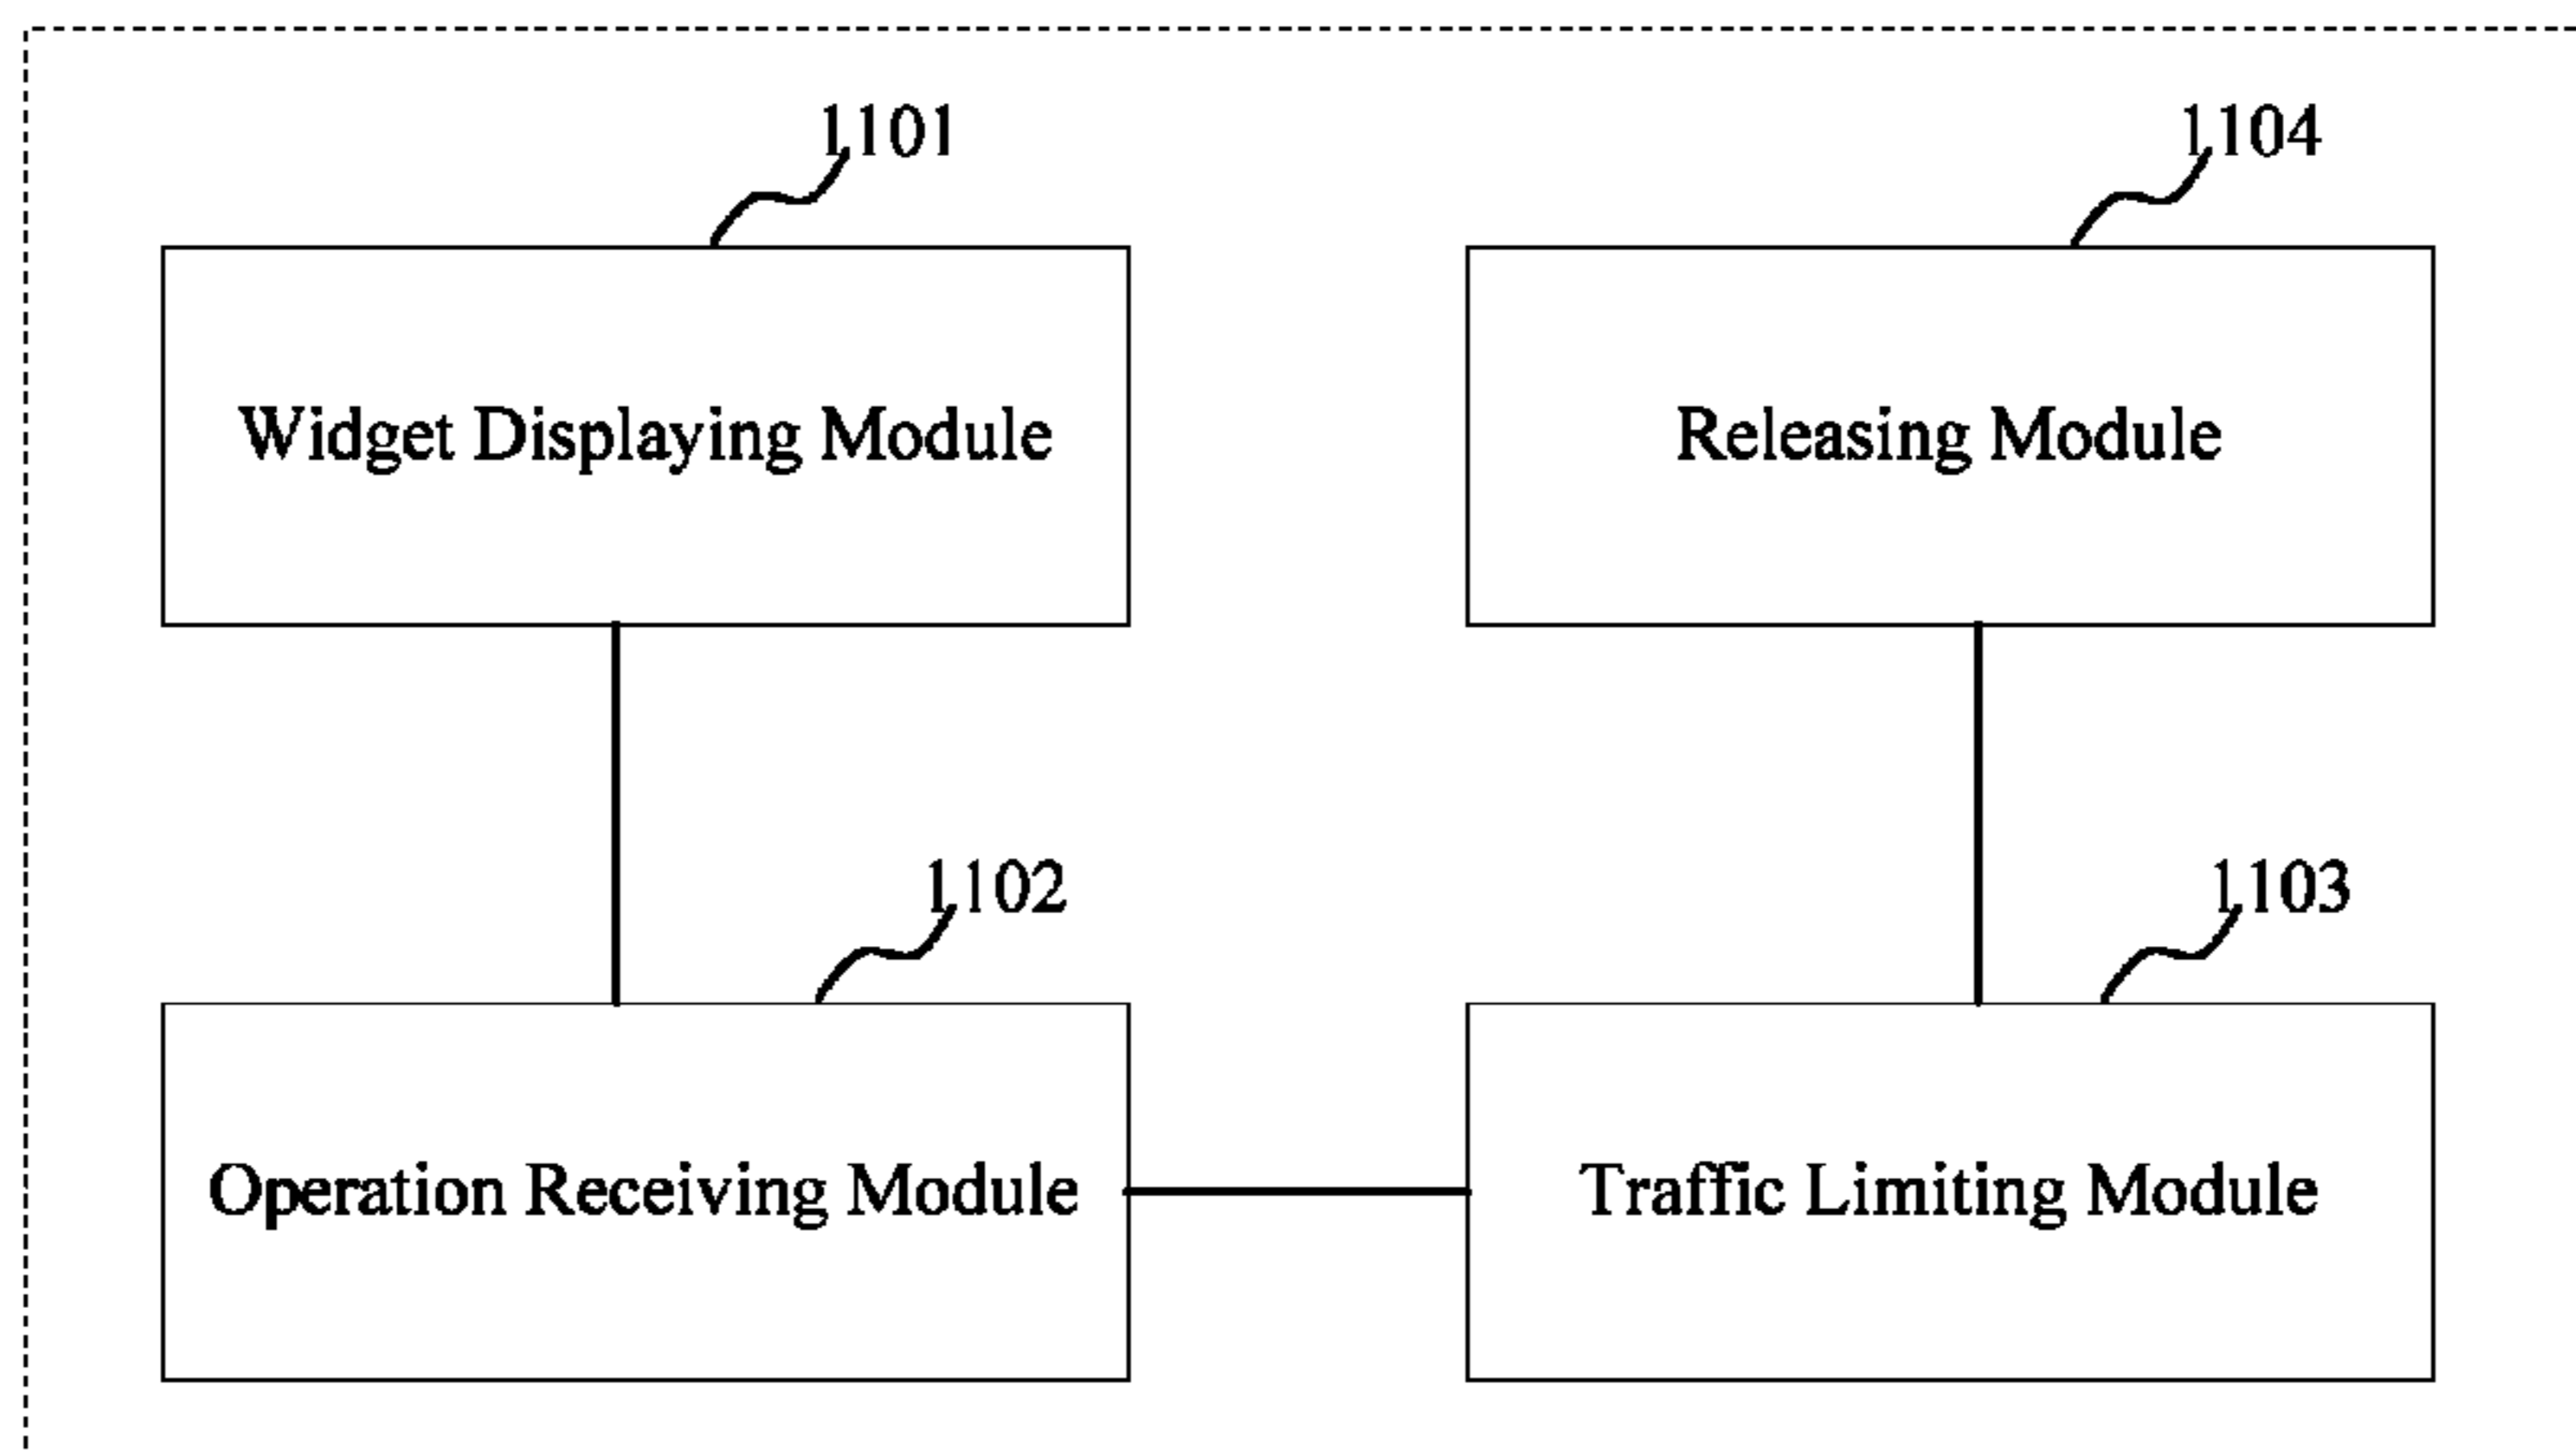 1101
1104
Widget Displaying Module
Releasing Module
1102
1103
Operation Receiving Module
Traffic Limiting Module